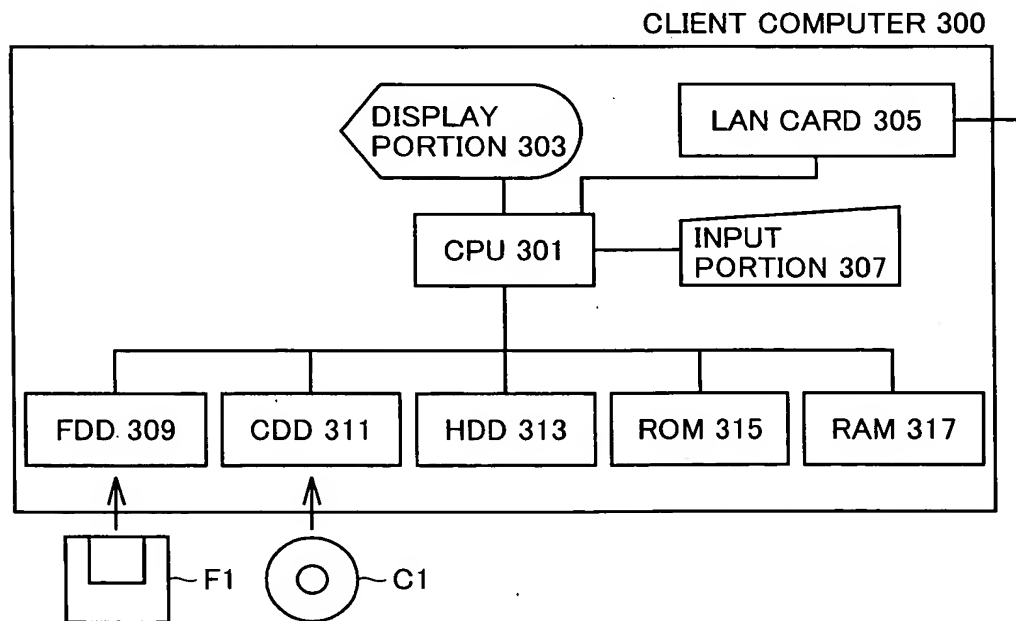 CLIENT COMPUTER 300
DISPLAY
PORTION 303
LAN CARD 305
CPU 301
INPUT
PORTION 307
FDD 309
CDD 311
HDD 313
ROM 315
RAM 317
F1
C1